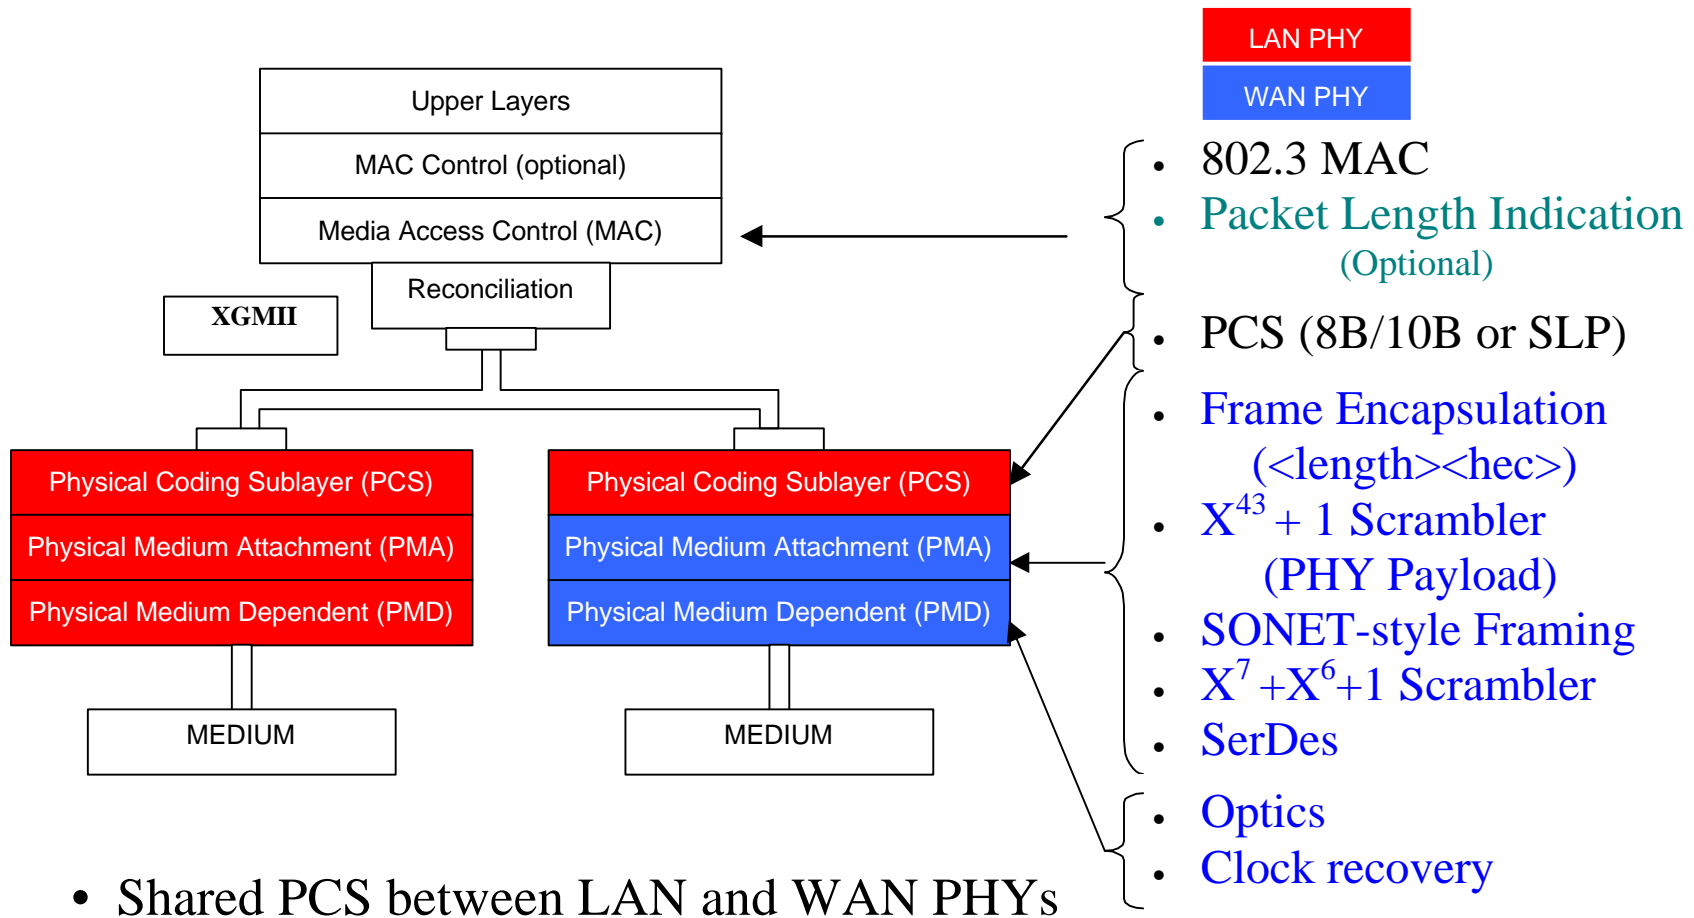 LAN PHY
WAN PHY
Upper Layers
MAC Control (optional)
Media Access Control (MAC)
Reconciliation
XGMII
Physical Coding Sublayer (PCS)
Physical Medium Attachment (PMA)
Physical Medium Dependent (PMD)
MEDIUM
Physical Coding Sublayer (PCS)
Physical Medium Attachment (PMA)
Physical Medium Dependent (PMD)
MEDIUM
• 802.3 MAC
• Packet Length Indication
(Optional)
• PCS (8B/10B or SLP)
• Frame Encapsulation
(<length><hec>)
• X⁴³ + 1 Scrambler
(PHY Payload)
• SONET-style Framing
• X⁷ +X⁶+1 Scrambler
• SerDes
• Optics
• Clock recovery
• Shared PCS between LAN and WAN PHYs